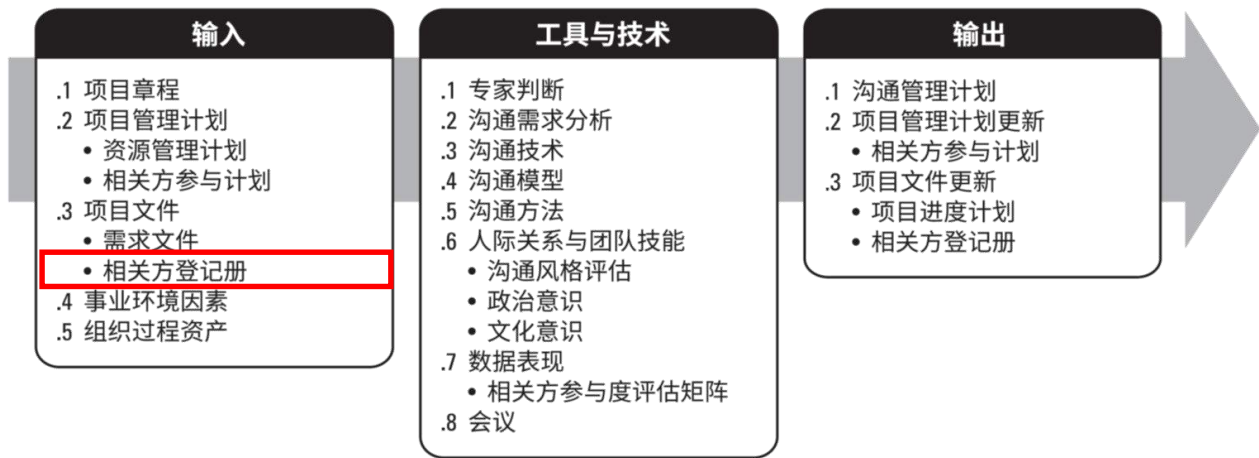 输入
.1 项目章程
.2 项目管理计划
• 资源管理计划
• 相关方参与计划
.3 项目文件
• 需求文件
• 相关方登记册
.4 事业环境因素
.5 组织过程资产
工具与技术
.1 专家判断
.2 沟通需求分析
.3 沟通技术
.4 沟通模型
.5 沟通方法
.6 人际关系与团队技能
• 沟通风格评估
• 政治意识
• 文化意识
.7 数据表现
• 相关方参与度评估矩阵
.8 会议
输出
.1 沟通管理计划
.2 项目管理计划更新
• 相关方参与计划
.3 项目文件更新
• 项目进度计划
• 相关方登记册